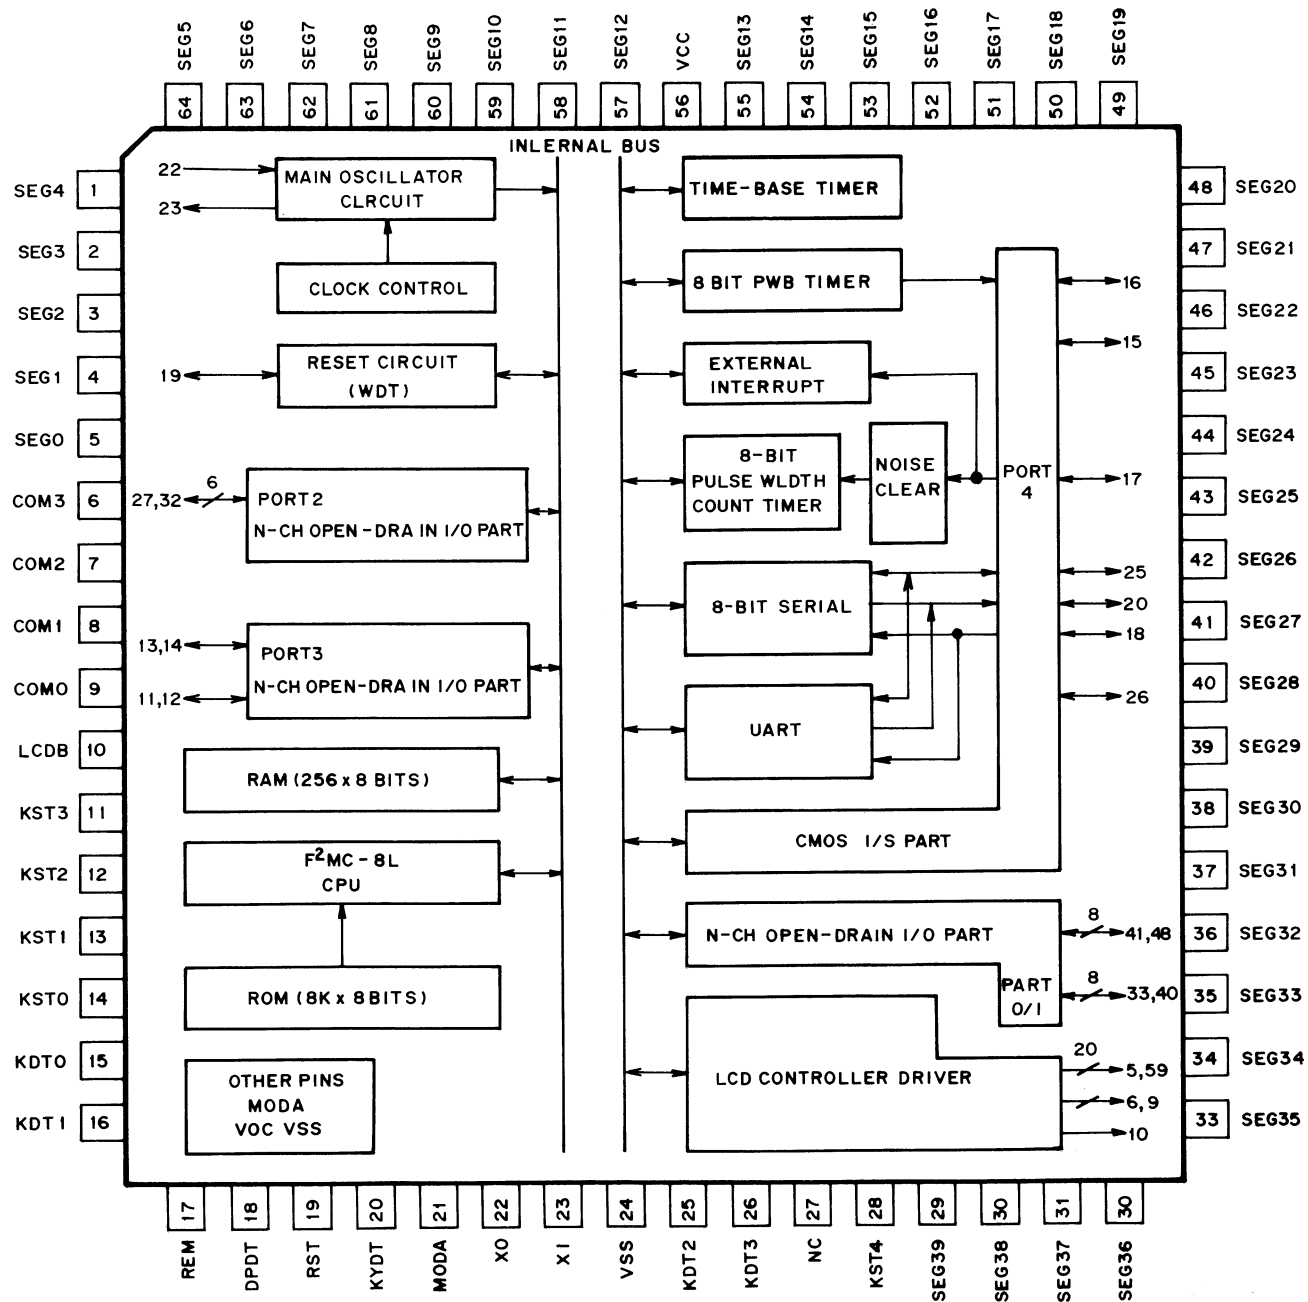 SEG5 SEG6 SEG7 SEG8 SEG9 SEG10 SEG11 SEG12 VCC SEG13 SEG14 SEG15 SEG16 SEG17 SEG18 SEG19
64 63 62 61 60 59 58 57 56 55 54 53 52 51 50 49
INLERNAL BUS
SEG4 1
SEG3 2
SEG2 3
SEG1 4
SEG0 5
COM3 6
COM2 7
COM1 8
COM0 9
LCDB 10
KST3 11
KST2 12
KST1 13
KST0 14
KDT0 15
KDT1 16
22
23
MAIN OSCILLATOR
CLRCUIT
CLOCK CONTROL
19
RESET CIRCUIT
(WDT)
27,32
6
PORT2
N-CH OPEN-DRA IN I/O PART
13,14
11,12
PORT3
N-CH OPEN-DRA IN I/O PART
RAM (256 x 8 BITS)
F²MC-8L
CPU
ROM (8K x 8BITS)
OTHER PINS
MODA
VOC VSS
TIME-BASE TIMER
8 BIT PWB TIMER
EXTERNAL
INTERRUPT
8-BIT
PULSE WLDTH
COUNT TIMER
NOISE
CLEAR
PORT
4
8-BIT SERIAL
UART
CMOS I/S PART
N-CH OPEN-DRAIN I/O PART
PART
0/1
LCD CONTROLLER DRIVER
16
15
17
25
20
18
26
8
41,48
8
33,40
20
5,59
6,9
10
48 SEG20
47 SEG21
46 SEG22
45 SEG23
44 SEG24
43 SEG25
42 SEG26
41 SEG27
40 SEG28
39 SEG29
38 SEG30
37 SEG31
36 SEG32
35 SEG33
34 SEG34
33 SEG35
17 18 19 20 21 22 23 24 25 26 27 28 29 30 31 30
REM DPDT RST KYDT MODA X0 X1 VSS KDT2 KDT3 NC KST4 SEG39 SEG38 SEG37 SEG36